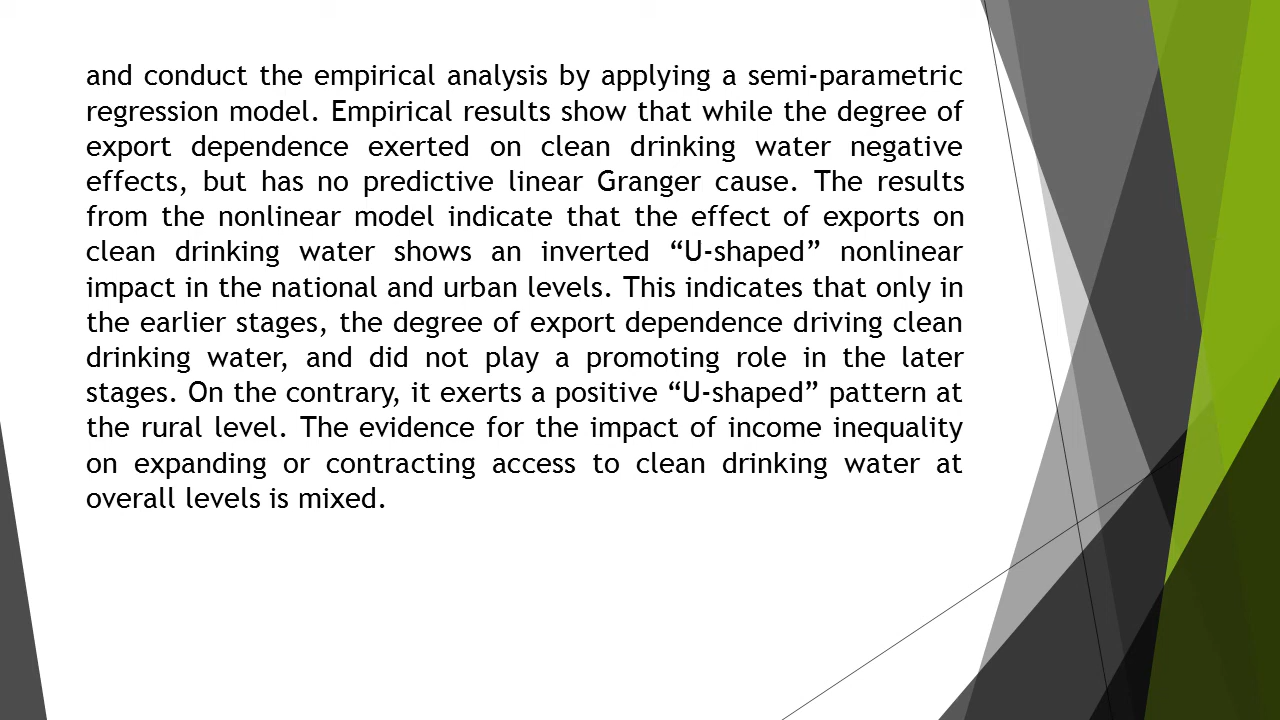 and conduct the empirical analysis by applying a semi-parametric
regression model. Empirical results show that while the degree of
export dependence exerted on clean drinking water negative
effects, but has no predictive linear Granger cause. The results
from the nonlinear model indicate that the effect of exports on
clean drinking water shows an inverted “U-shaped” nonlinear
impact in the national and urban levels. This indicates that only in
the earlier stages, the degree of export dependence driving clean
drinking water, and did not play a promoting role in the later
stages. On the contrary, it exerts a positive “U-shaped” pattern at
the rural level. The evidence for the impact of income inequality
on expanding or contracting access to clean drinking water at
overall levels is mixed.